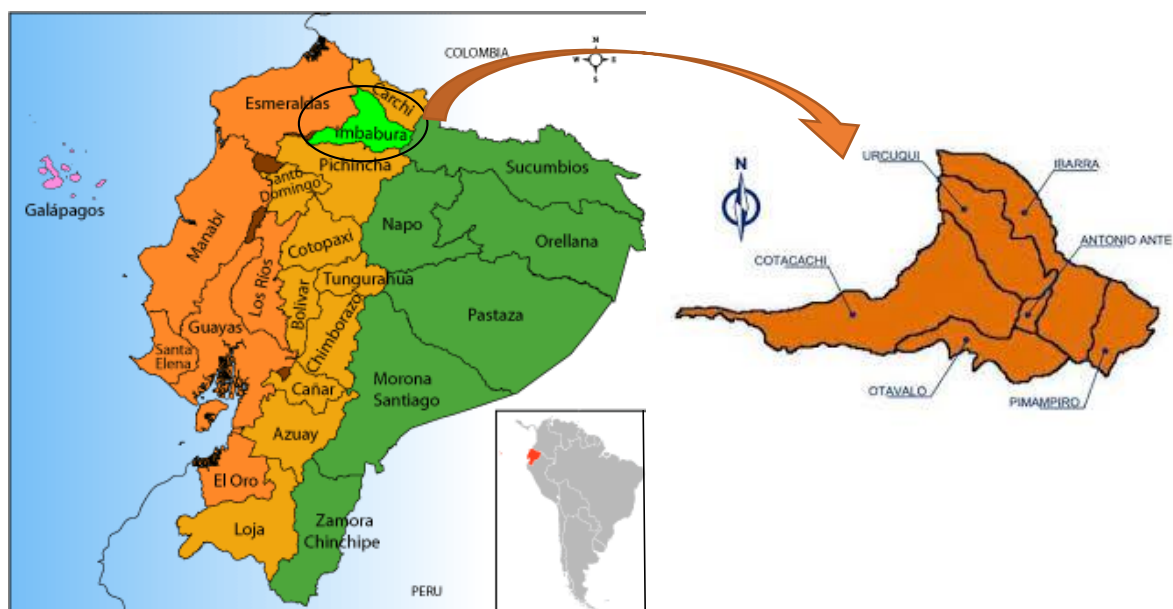 COLOMBIA
N
W
E
S
Esmeraldas
Carchi
Imbabura
Pichincha
Sucumbios
Santo
Domingo
Galápagos
Napo
Manabí
Orellana
Cotopaxi
Los Ríos
Tungurahua
Bolívar
Pastaza
Guayas
Chimborazo
Santa
Elena
Morona
Santiago
Cañar
Azuay
El Oro
Loja
Zamora
Chinchipe
PERU
URCUQUI
IBARRA
N
ANTONIO ANTE
COTACACHI
OTAVALO
PIMAMPIRO